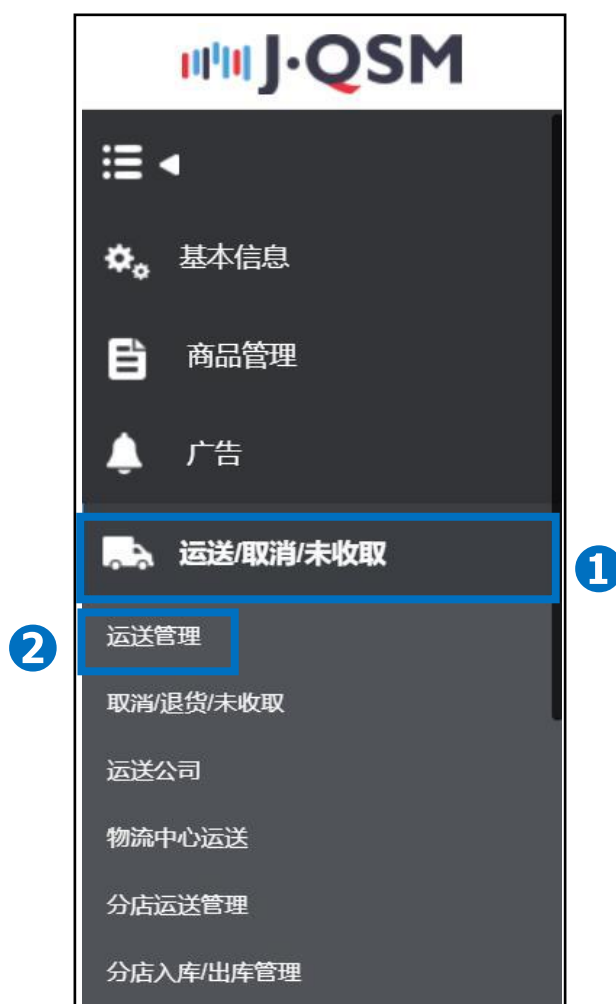 J·QSM
基本信息
商品管理
广告
运送/取消/未收取
1
2
运送管理
取消/退货/未收取
运送公司
物流中心运送
分店运送管理
分店入库/出库管理